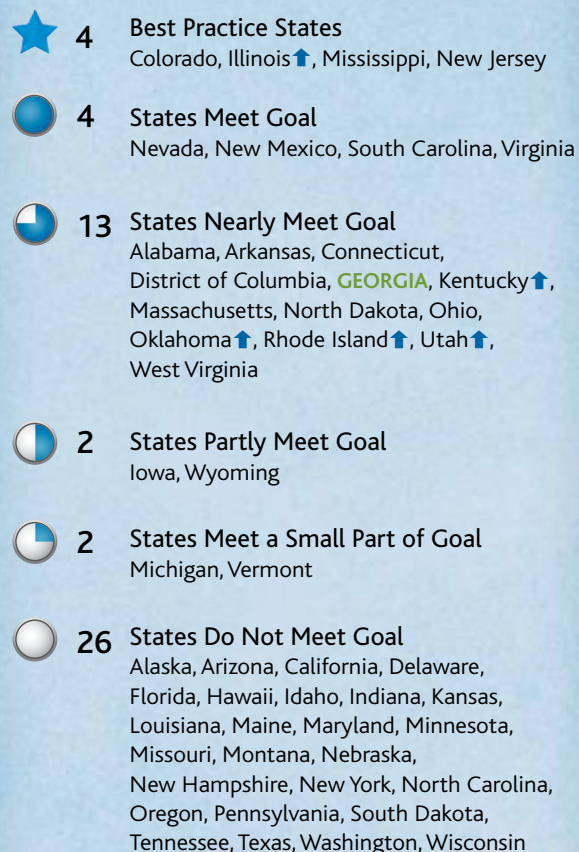 4 Best Practice States
Colorado, Illinois⬆, Mississippi, New Jersey
4 States Meet Goal
Nevada, New Mexico, South Carolina, Virginia
13 States Nearly Meet Goal
Alabama, Arkansas, Connecticut,
District of Columbia, GEORGIA, Kentucky⬆,
Massachusetts, North Dakota, Ohio,
Oklahoma⬆, Rhode Island⬆, Utah⬆,
West Virginia
2 States Partly Meet Goal
Iowa, Wyoming
2 States Meet a Small Part of Goal
Michigan, Vermont
26 States Do Not Meet Goal
Alaska, Arizona, California, Delaware,
Florida, Hawaii, Idaho, Indiana, Kansas,
Louisiana, Maine, Maryland, Minnesota,
Missouri, Montana, Nebraska,
New Hampshire, New York, North Carolina,
Oregon, Pennsylvania, South Dakota,
Tennessee, Texas, Washington, Wisconsin